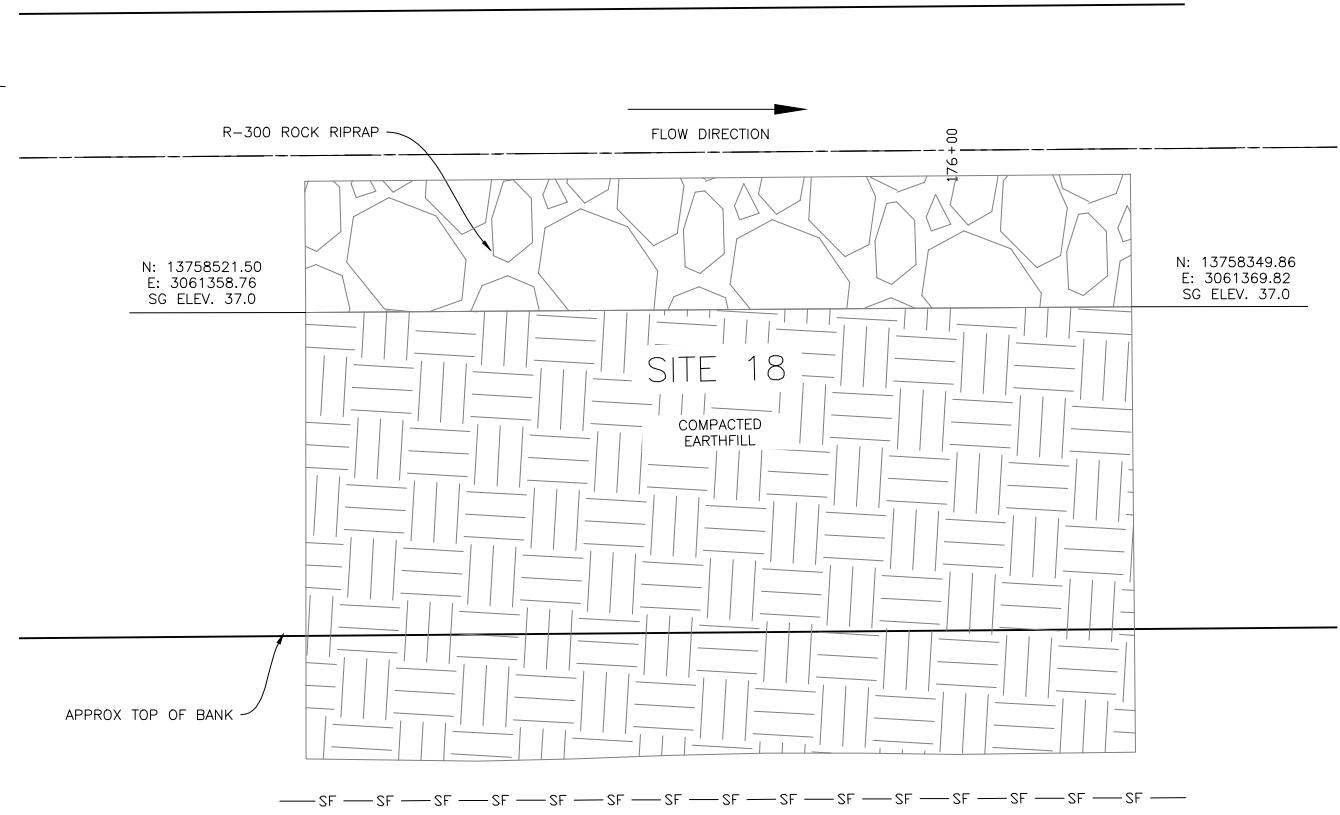 R-300 ROCK RIPRAP
FLOW DIRECTION
176+00
N: 13758521.50
E: 3061358.76
SG ELEV. 37.0
N: 13758349.86
E: 3061369.82
SG ELEV. 37.0
SITE 18
COMPACTED
EARTHFILL
APPROX TOP OF BANK
SF SF SF SF SF SF SF SF SF SF SF SF SF SF SF